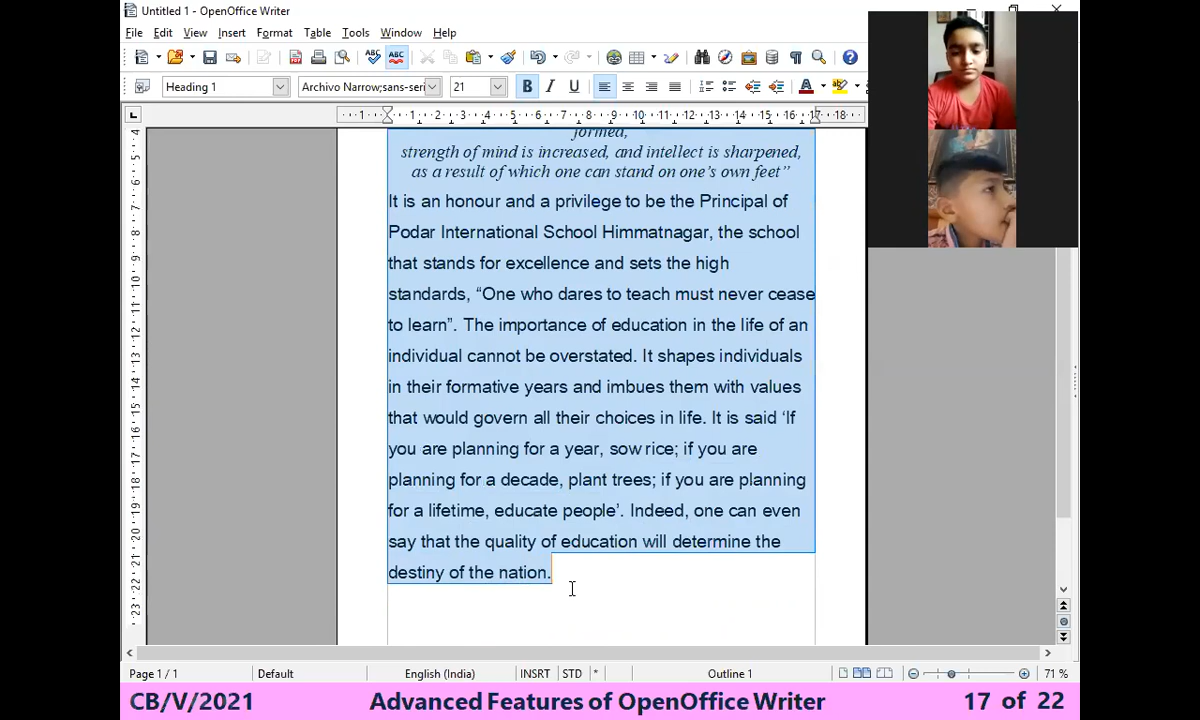 Untitled 1 - OpenOffice Writer
File Edit View Insert Format Table Tools Window Help
Heading 1 Archivo Narrow;sans-seri 21
formed,
strength of mind is increased, and intellect is sharpened,
as a result of which one can stand on one's own feet”
It is an honour and a privilege to be the Principal of
Podar International School Himmatnagar, the school
that stands for excellence and sets the high
standards, “One who dares to teach must never cease
to learn”. The importance of education in the life of an
individual cannot be overstated. It shapes individuals
in their formative years and imbues them with values
that would govern all their choices in life. It is said ‘If
you are planning for a year, sow rice; if you are
planning for a decade, plant trees; if you are planning
for a lifetime, educate people’. Indeed, one can even
say that the quality of education will determine the
destiny of the nation.
Page 1 / 1 Default English (India) INSRT STD * Outline 1 71 %
CB/V/2021 Advanced Features of OpenOffice Writer 17 of 22